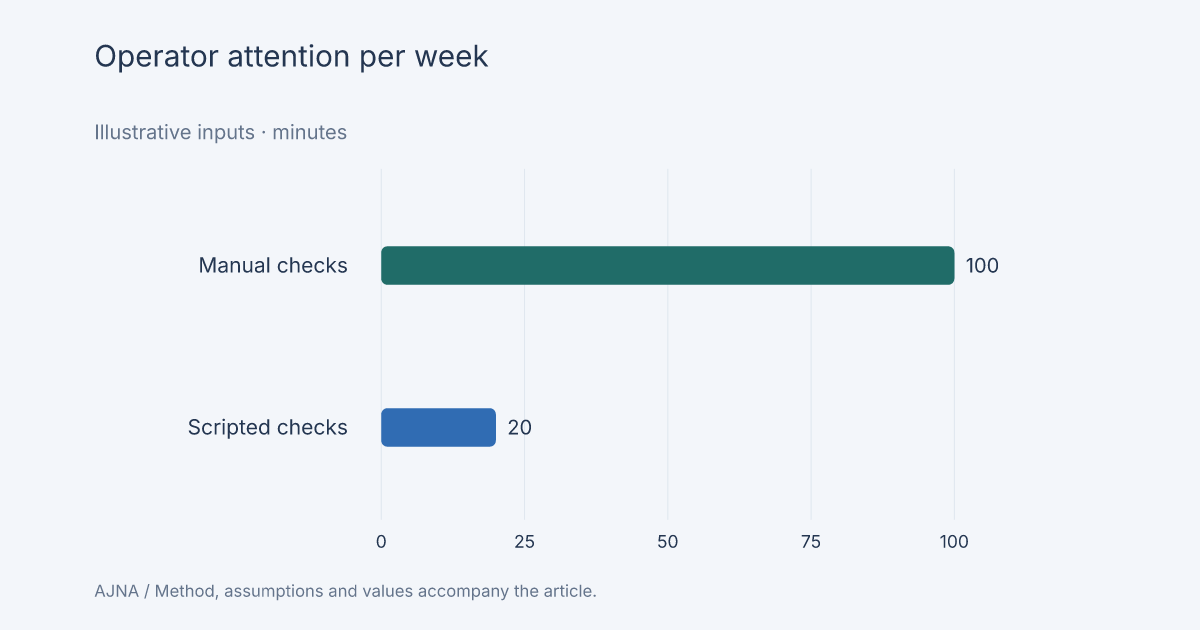 Operator attention per week
Illustrative inputs · minutes
Manual checks 100
Scripted checks 20
0 25 50 75 100
AJNA / Method, assumptions and values accompany the article.